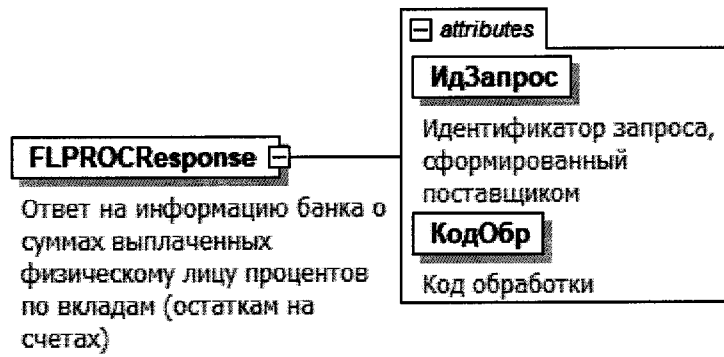 attributes
ИдЗапрос
Идентификатор запроса,
сформированный
поставщиком
FLPROCResponse
Ответ на информацию банка о
суммах выплаченных
физическому лицу процентов
по вкладам (остаткам на
счетах)
КодОбр
Код обработки